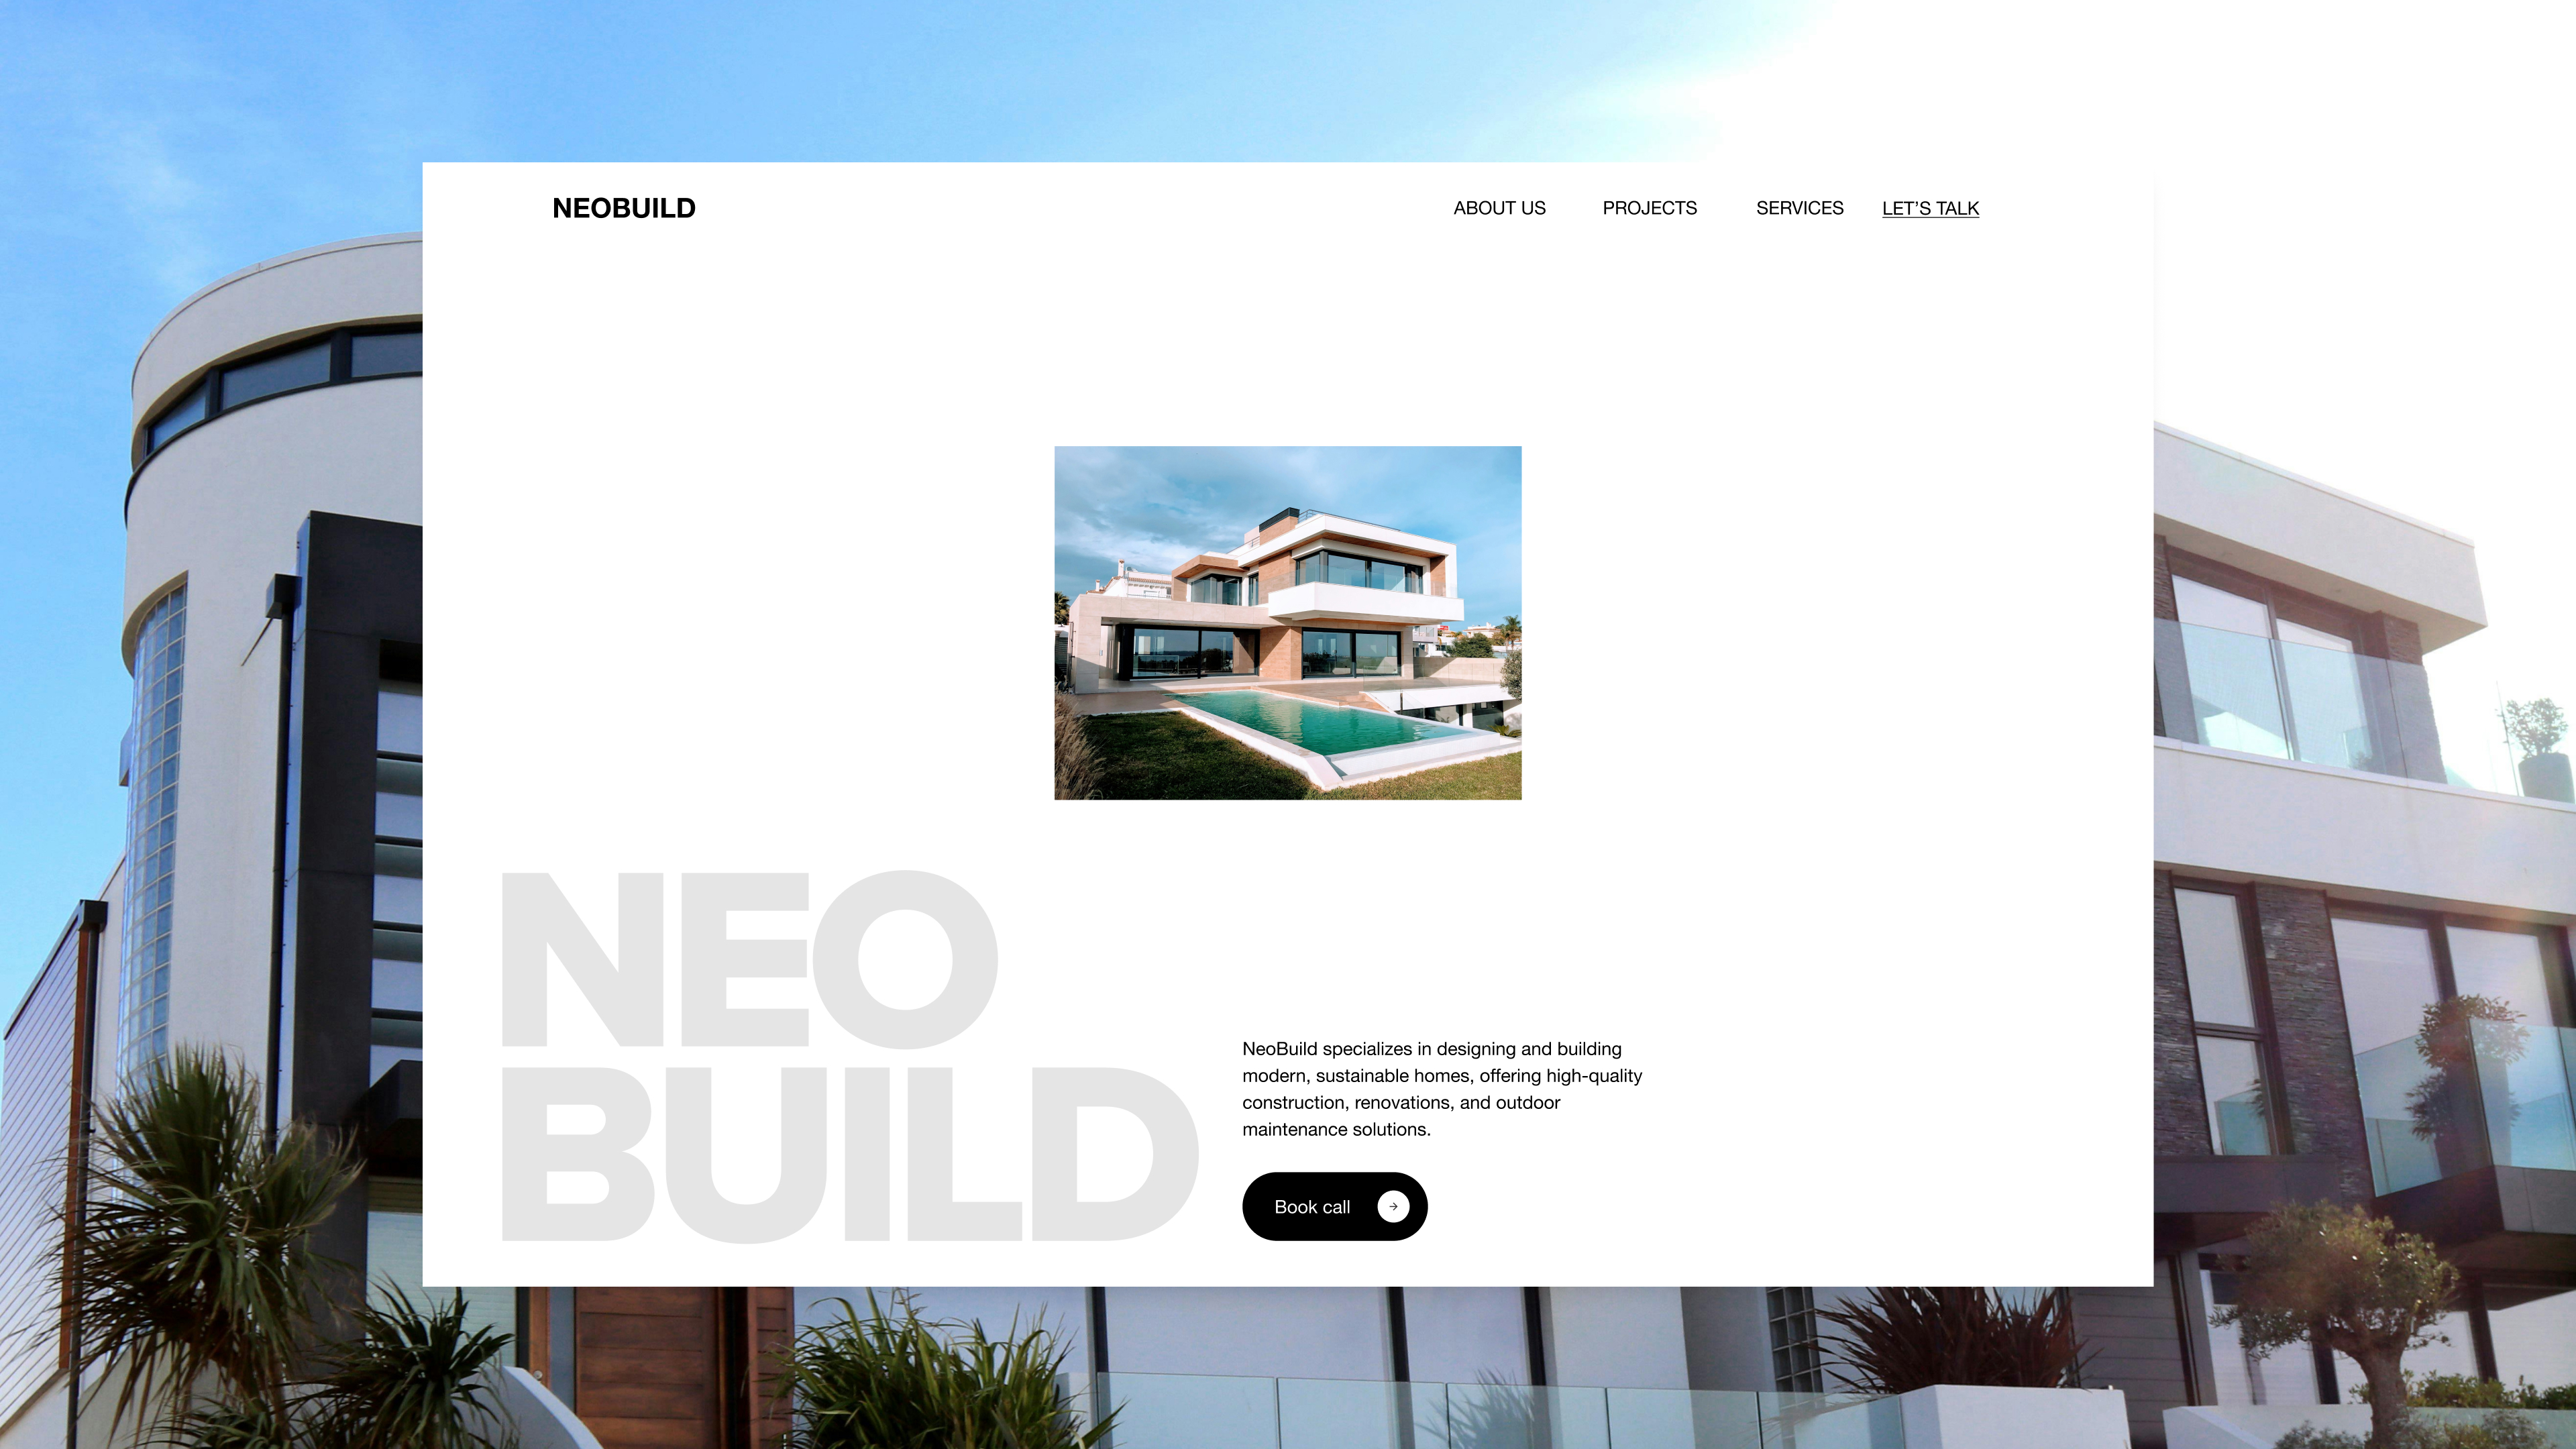 NEOBUILD
ABOUT US
PROJECTS
SERVICES
LET’S TALK
NEO
BUILD
NeoBuild specializes in designing and building
modern, sustainable homes, offering high-quality
construction, renovations, and outdoor
maintenance solutions.
Book call